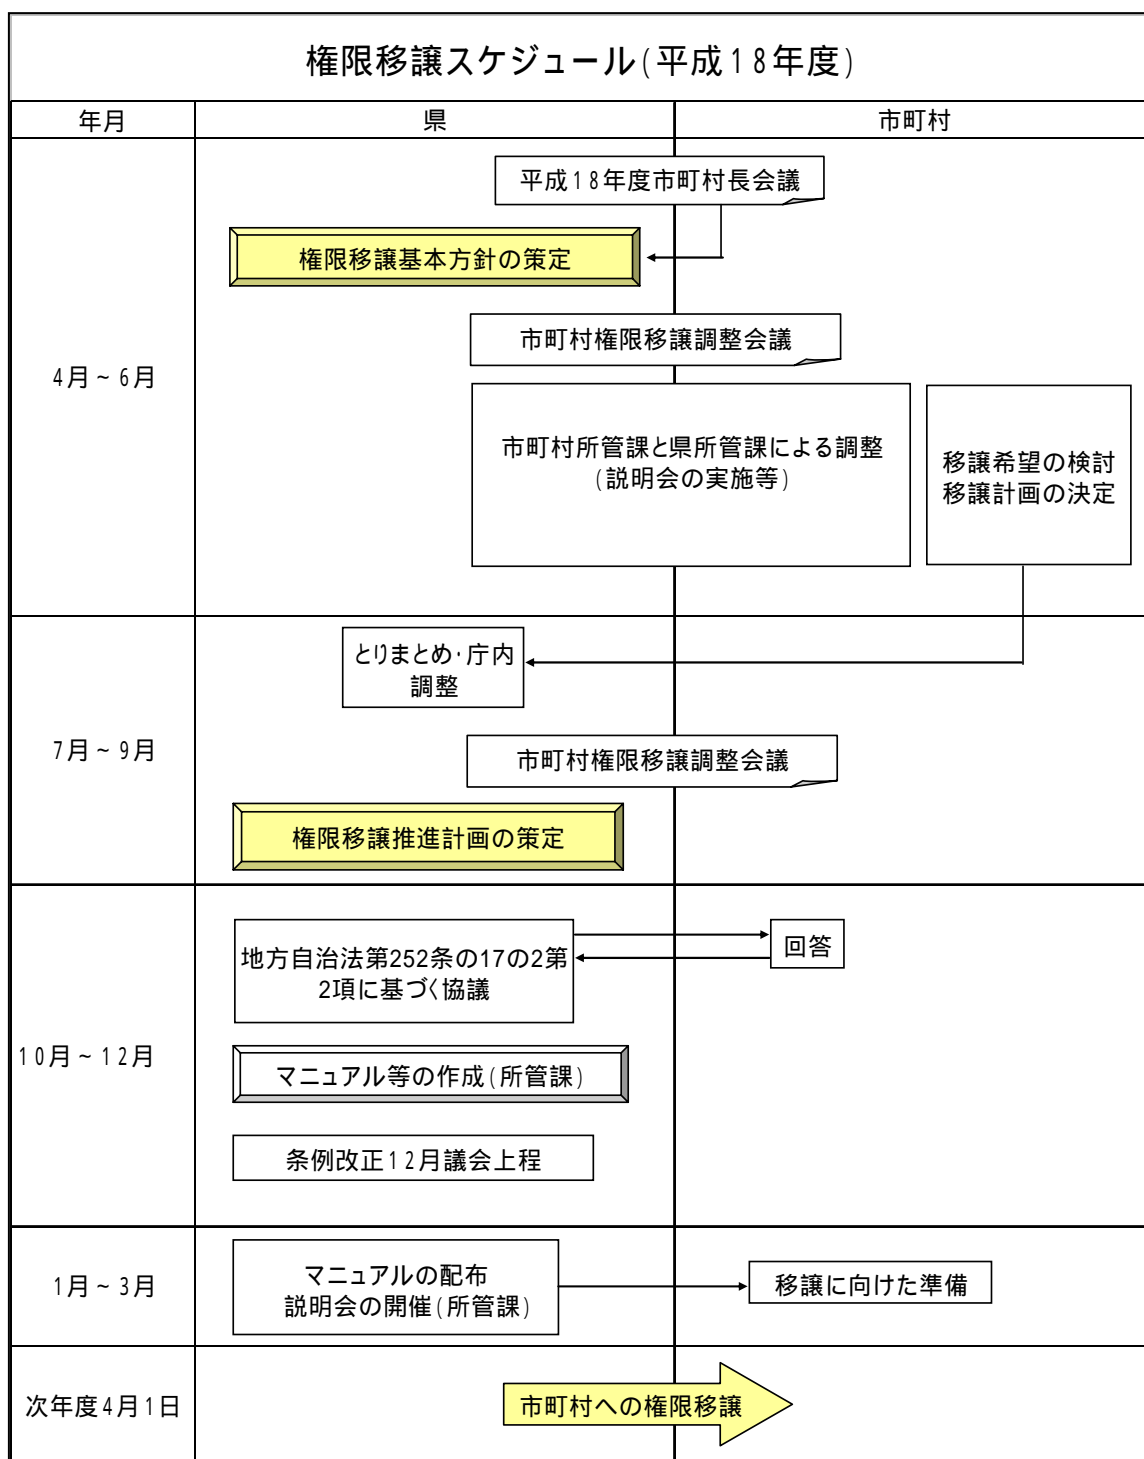 権限移譲スケジュール(平成18年度)
年月
県
市町村
4月~6月
平成18年度市町村長会議
権限移譲基本方針の策定
市町村権限移譲調整会議
市町村所管課と県所管課による調整
(説明会の実施等)
移譲希望の検討
移譲計画の決定
7月~9月
とりまとめ・庁内
調整
市町村権限移譲調整会議
権限移譲推進計画の策定
10月~12月
地方自治法第252条の17の2第
2項に基づく協議
回答
マニュアル等の作成(所管課)
条例改正12月議会上程
1月~3月
マニュアルの配布
説明会の開催(所管課)
移譲に向けた準備
次年度4月1日
市町村への権限移譲